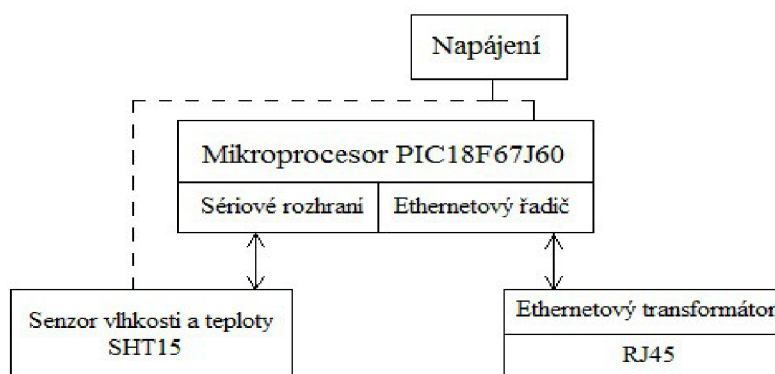 Napájení
Mikroprocesor PIC18F67J60
Sériové rozhraní
Ethernetový řadič
Senzor vlhkosti a teploty
SHT15
Ethernetový transformátor
RJ45